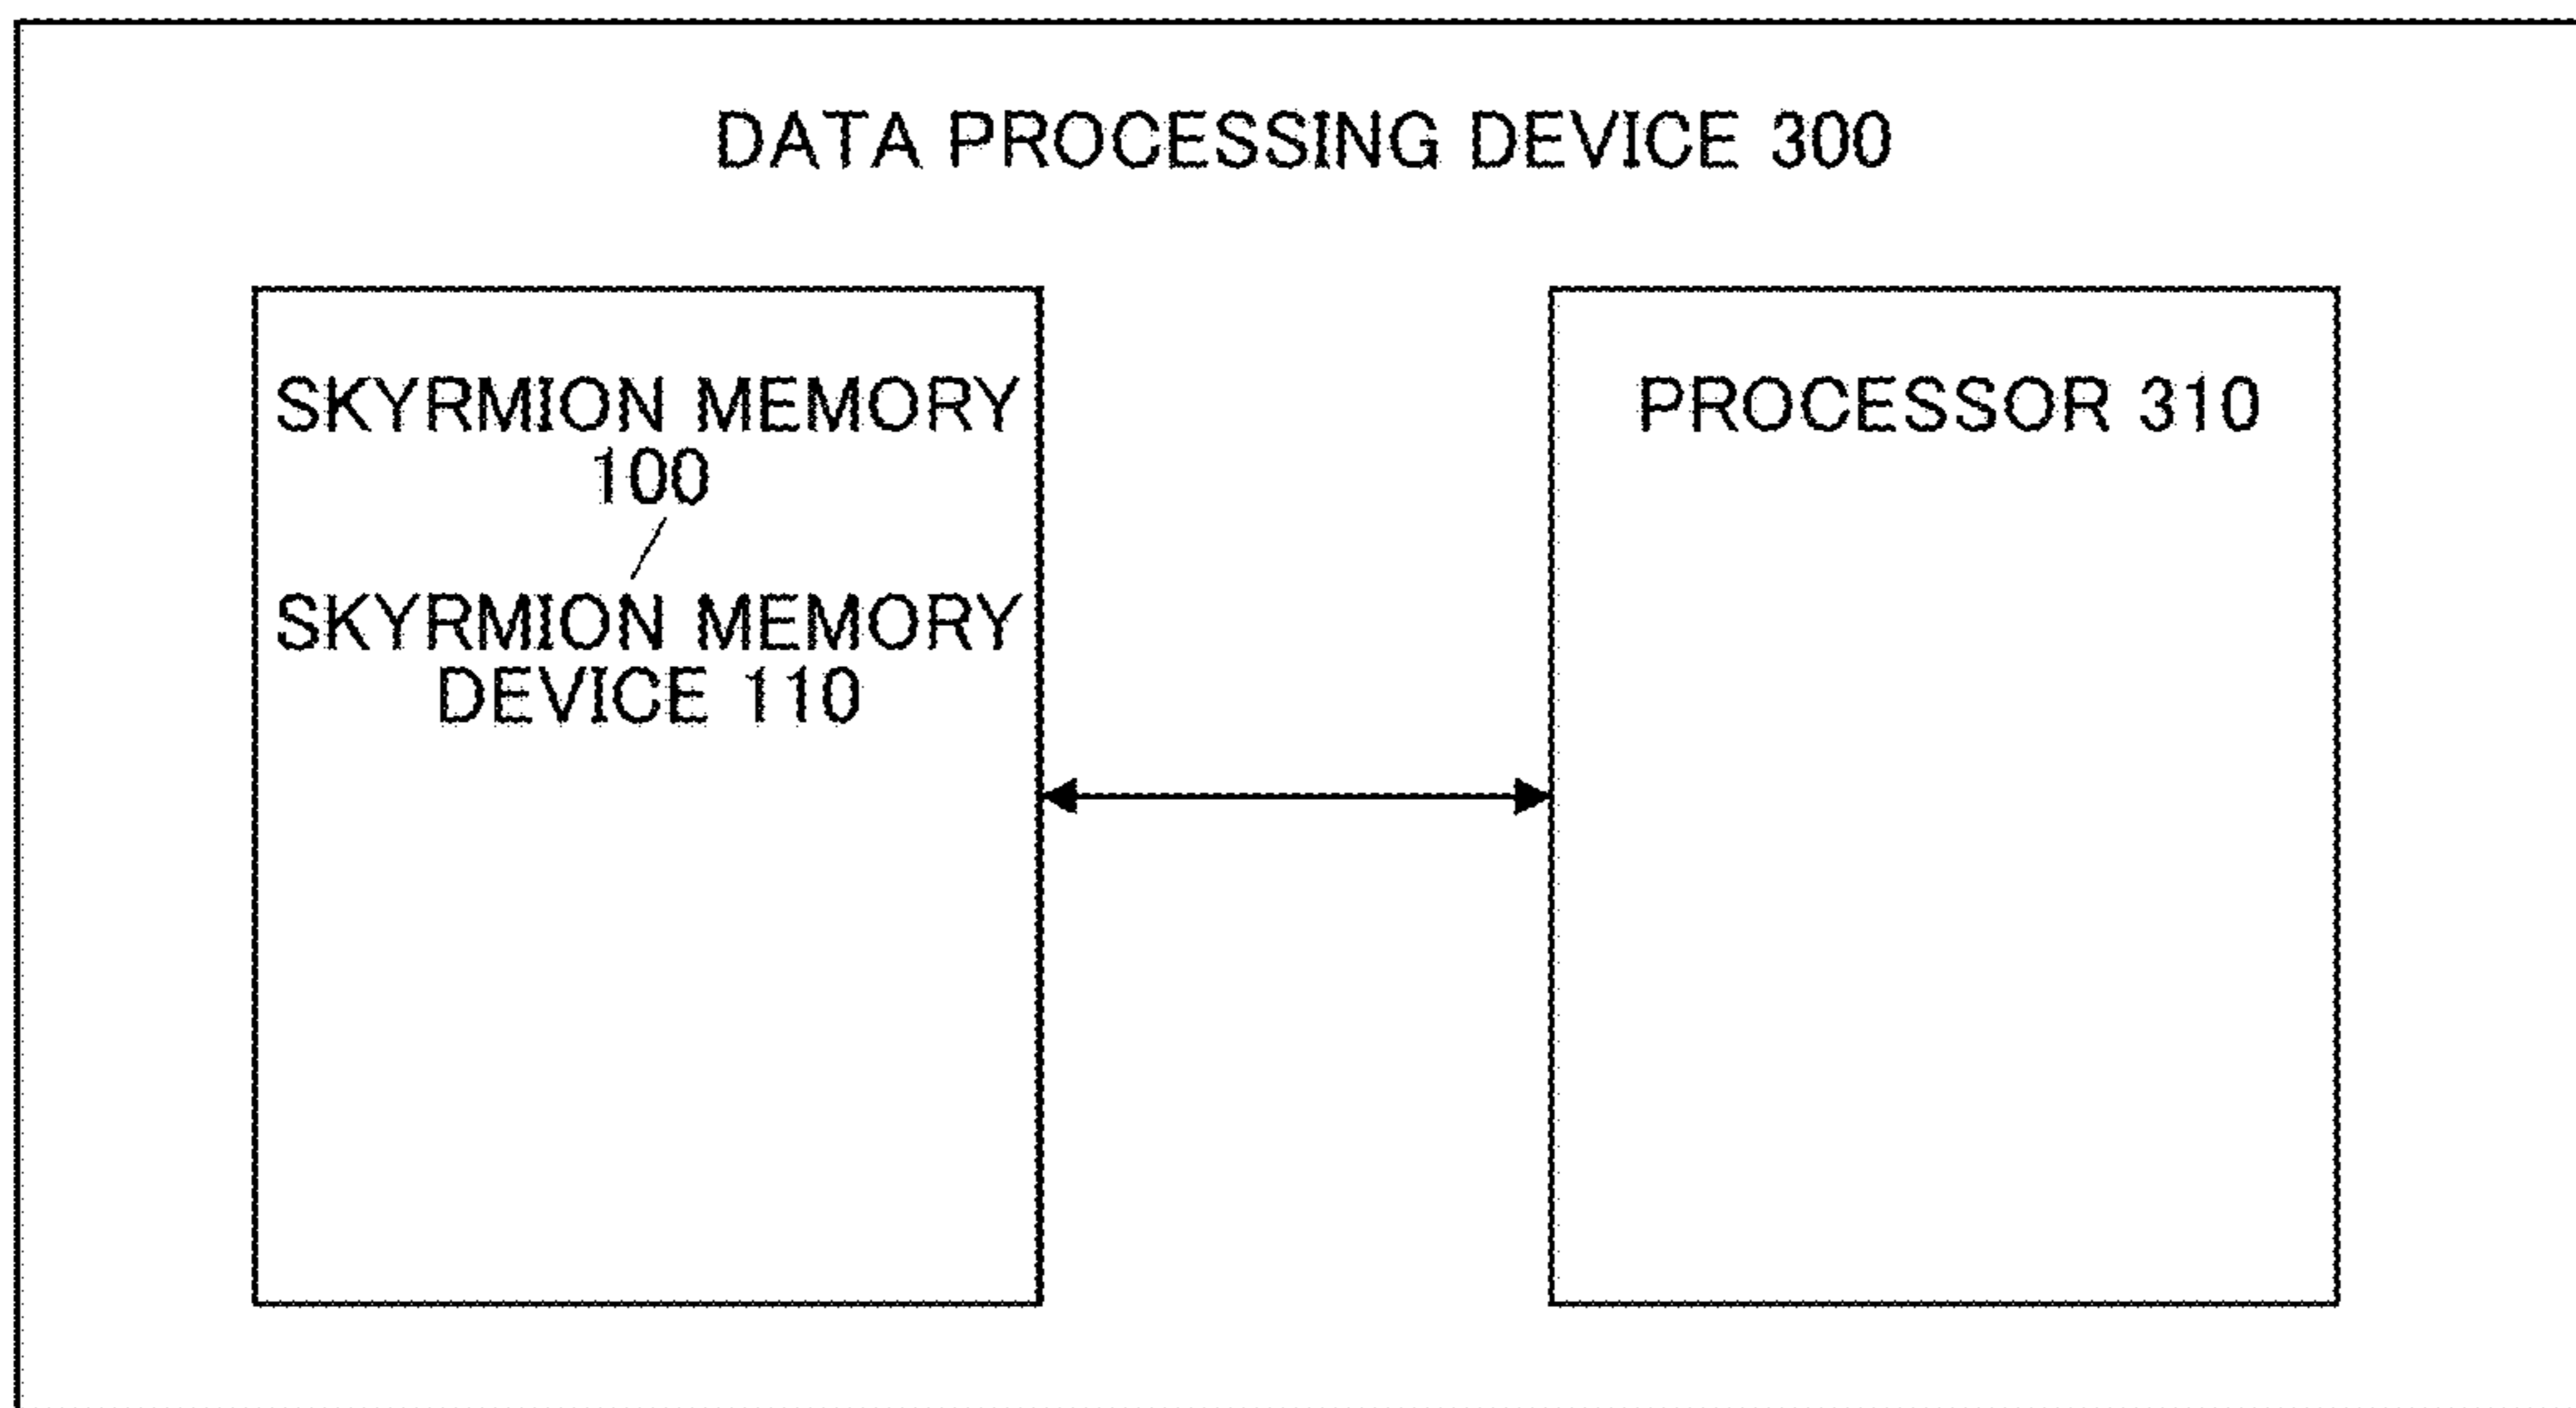 DATA PROCESSING DEVICE 300
SKYRMION MEMORY
100
SKYRMION MEMORY
DEVICE 110
PROCESSOR 310